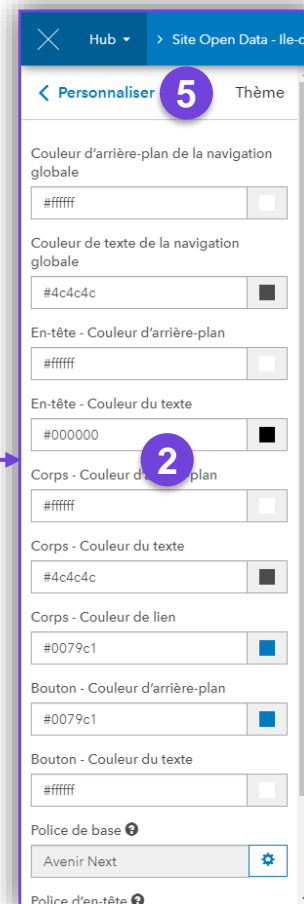 Hub
> Site Open Data - Ile-d
Personnaliser
5
Thème
Couleur d'arrière-plan de la navigation
globale
#ffffff
Couleur de texte de la navigation
globale
#4c4c4c
En-tête - Couleur d'arrière-plan
#ffffff
En-tête - Couleur du texte
#000000
2
Corps - Couleur plan
#ffffff
Corps - Couleur du texte
#4c4c4c
Corps - Couleur de lien
#0079c1
Bouton - Couleur d'arrière-plan
#0079c1
Bouton - Couleur du texte
#ffffff
Police de base
Avenir Next
Police d'en-tête